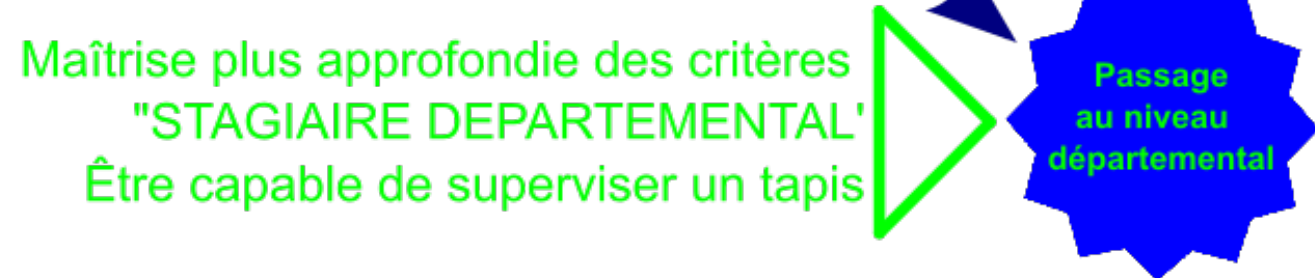 Maîtrise plus approfondie des critères
"STAGIAIRE DEPARTEMENTAL'
Être capable de superviser un tapis
Passage
au niveau
départemental